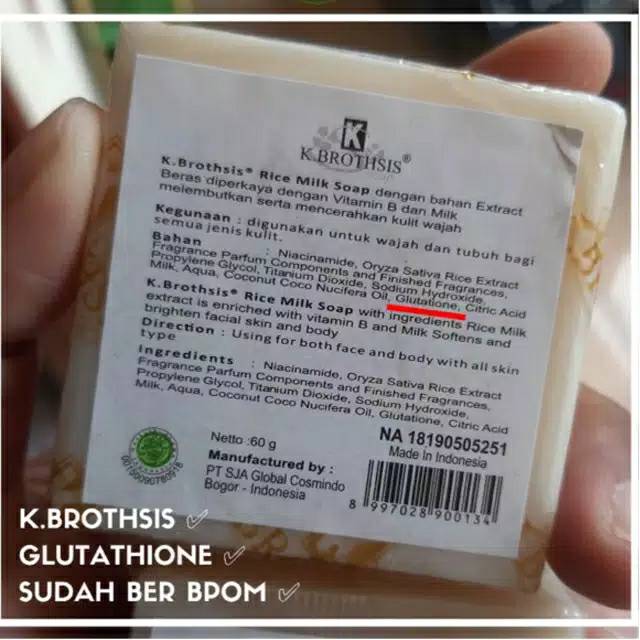 K
K.BROTHSIS®
K.Brothsis® Rice Milk Soap dengan bahan Extract
Beras diperkaya dengan Vitamin B dan Milk
melembutkan serta mencerahkan kulit wajah
Kegunaan : digunakan untuk wajah dan tubuh bagi
semua jenis kulit.
Bahan : Niacinamide, Oryza Sativa Rice Extract
Fragrance Parfum Components and Finished Fragrances,
Propylene Glycol, Titanium Dioxide, Sodium Hydroxide,
Milk, Aqua, Coconut Coco Nucifera Oil, Glutatione, Citric Acid
K.Brothsis® Rice Milk Soap with ingredients Rice Milk
extract is enriched with vitamin B and Milk Softens and
brighten facial skin and body
Direction : Using for both face and body with all skin
type
Ingredients : Niacinamide, Oryza Sativa Rice Extract
Fragrance Parfum Components and Finished Fragrances,
Propylene Glycol, Titanium Dioxide, Sodium Hydroxide,
Milk, Aqua, Coconut Coco Nucifera Oil, Glutatione, Citric Acid
Netto :60 g
Manufactured by :
PT SJA Global Cosmindo
Bogor - Indonesia
NA 18190505251
Made In Indonesia
8 997028 900134
00150090780918
K.BROTHSIS ✅
GLUTATHIONE ✅
SUDAH BER BPOM ✅